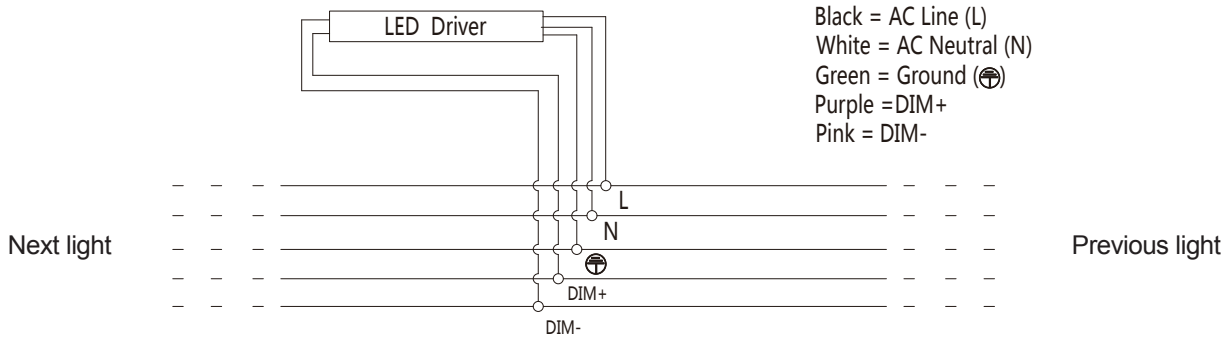 LED Driver
Black = AC Line (L)
White = AC Neutral (N)
Green = Ground ()
Purple =DIM+
Pink = DIM-
L
N
Next light
Previous light
DIM+
DIM-